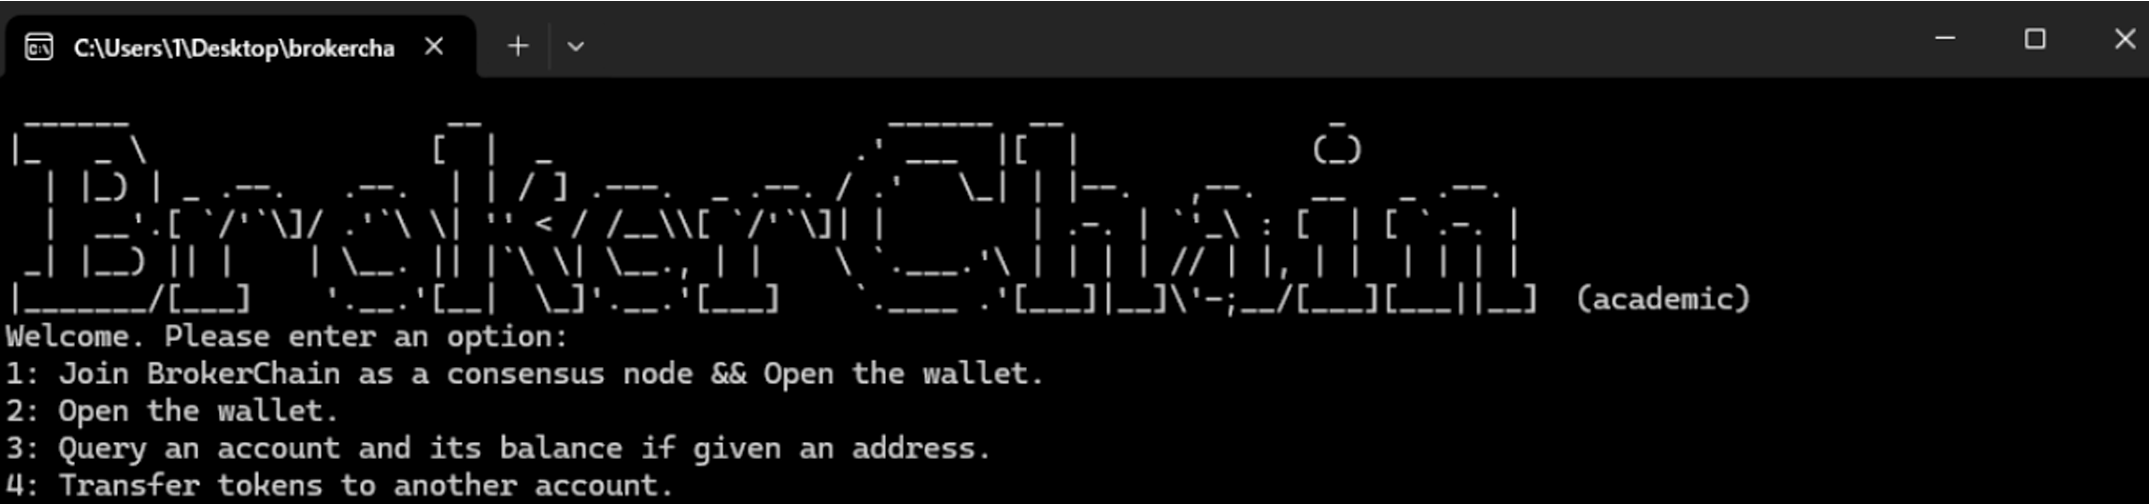 C:\Users\1\Desktop\brokercha
BrokerChain
(academic)
Welcome. Please enter an option:
1: Join BrokerChain as a consensus node && Open the wallet.
2: Open the wallet.
3: Query an account and its balance if given an address.
4: Transfer tokens to another account.